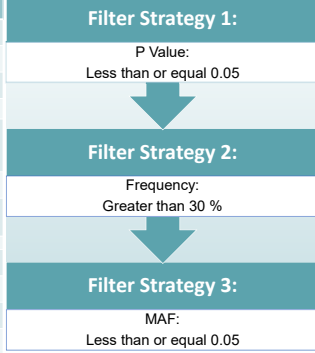 Filter Strategy 1:
P Value:
Less than or equal 0.05
Filter Strategy 2:
Frequency:
Greater than 30 %
Filter Strategy 3:
MAF:
Less than or equal 0.05